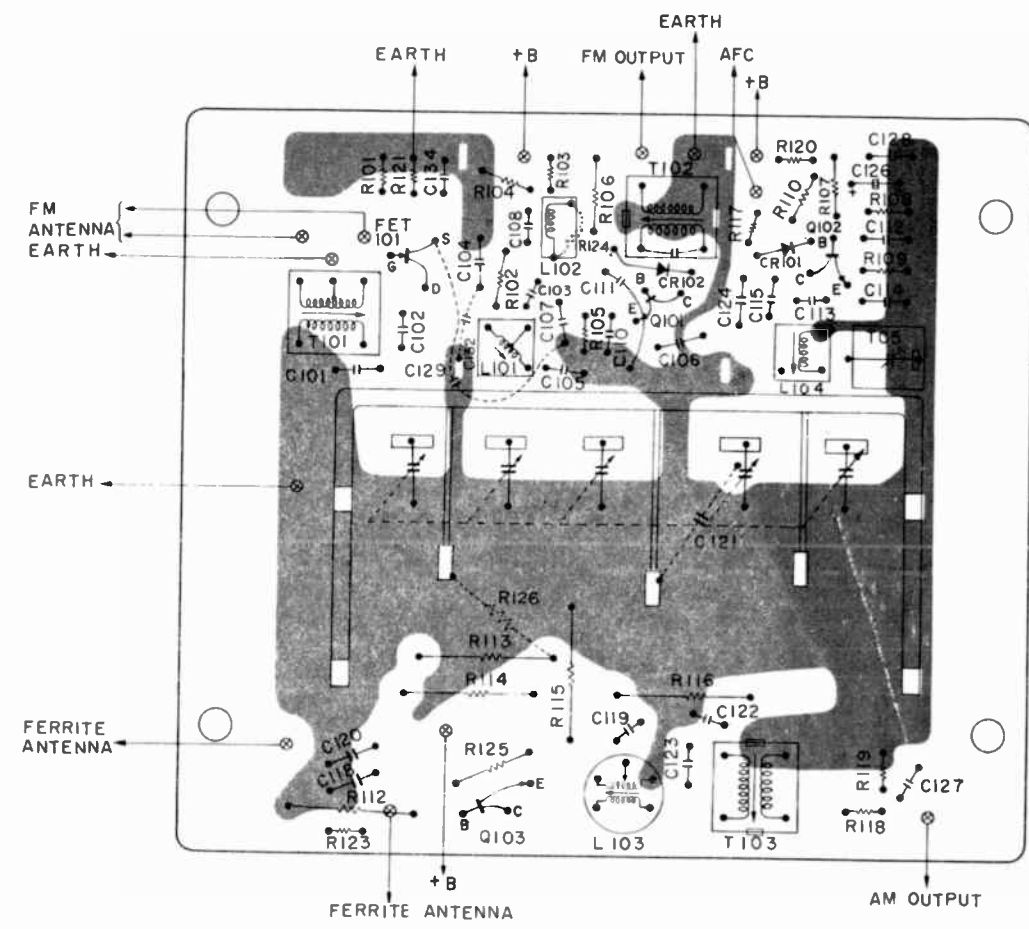 EARTH
EARTH
+B
FM OUTPUT
AFC
+B
R101
R121
C134
R104
R103
R106
T102
R120
R110
R107
C128
C126
+
R108
FM
ANTENNA
EARTH
FET
101
S
G
D
C104
C108
R102
L102
C103
R124
C111
B
C
E
CR102
Q101
R117
CR101
Q102
B
C
E
R109
C114
T101
C102
C101
C129
C132
L101
C107
C105
R105
C110
C106
C124
C115
C113
L104
EARTH
C121
R126
R113
R114
R115
R116
C119
C122
C123
FERRITE
ANTENNA
C120
C118
R112
R123
R125
E
B
C
Q103
L103
T103
R119
C127
R118
+B
FERRITE ANTENNA
AM OUTPUT